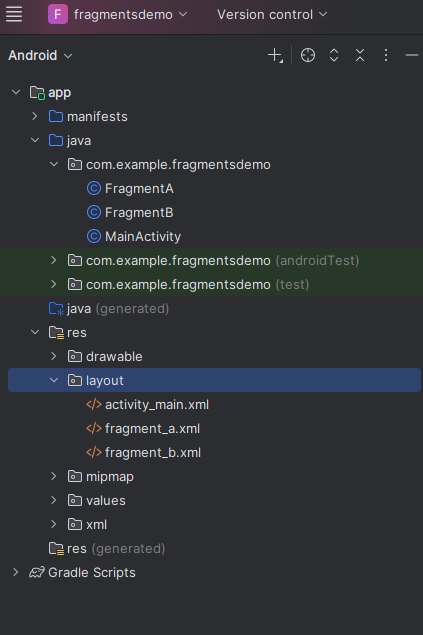 F fragmentsdemo Version control
Android
app
manifests
java
com.example.fragmentsdemo
C FragmentA
C FragmentB
C MainActivity
com.example.fragmentsdemo (androidTest)
com.example.fragmentsdemo (test)
java (generated)
res
drawable
layout
</> activity_main.xml
</> fragment_a.xml
</> fragment_b.xml
mipmap
values
xml
res (generated)
Gradle Scripts